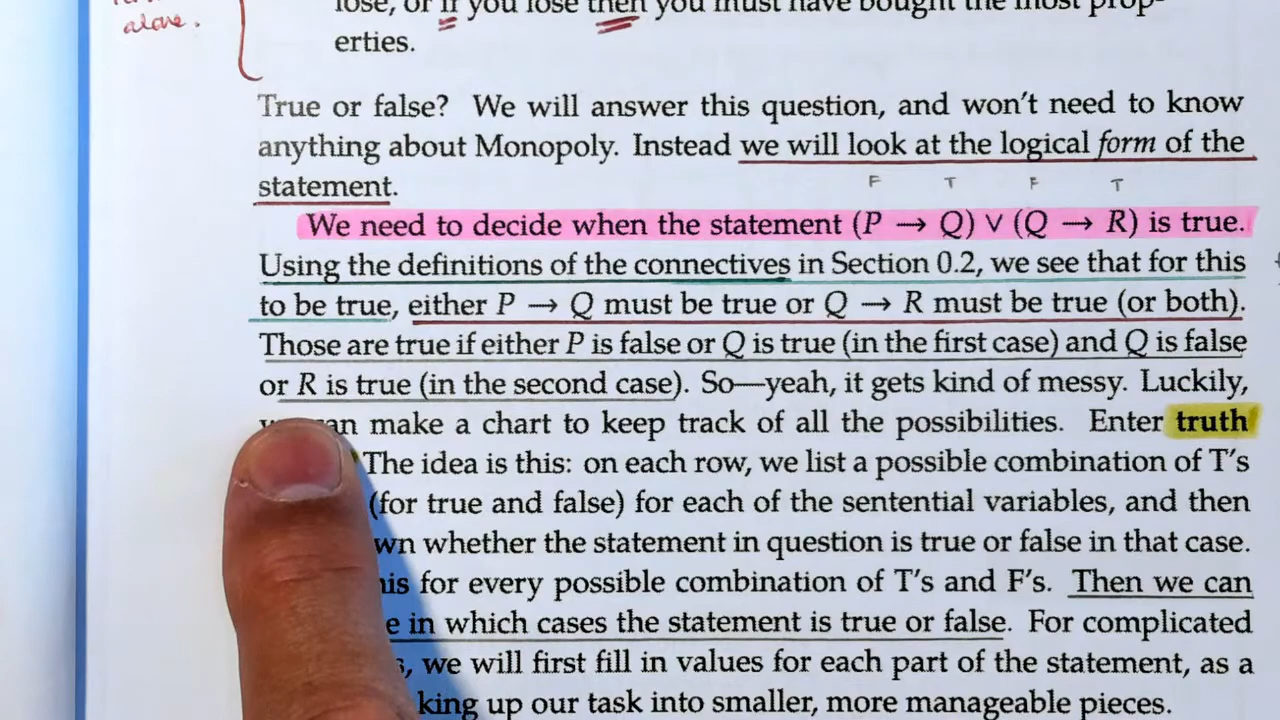 alone.
lose, or if you lose then you must have bought the most prop-
erties.
True or false? We will answer this question, and won't need to know
anything about Monopoly. Instead we will look at the logical form of the
statement.
F T F T
We need to decide when the statement (P → Q) ∨ (Q → R) is true.
Using the definitions of the connectives in Section 0.2, we see that for this
to be true, either P → Q must be true or Q → R must be true (or both).
Those are true if either P is false or Q is true (in the first case) and Q is false
or R is true (in the second case). So—yeah, it gets kind of messy. Luckily,
make a chart to keep track of all the possibilities. Enter truth
The idea is this: on each row, we list a possible combination of T's
(for true and false) for each of the sentential variables, and then
whether the statement in question is true or false in that case.
for every possible combination of T's and F's. Then we can
in which cases the statement is true or false. For complicated
we will first fill in values for each part of the statement, as a
up our task into smaller, more manageable pieces.